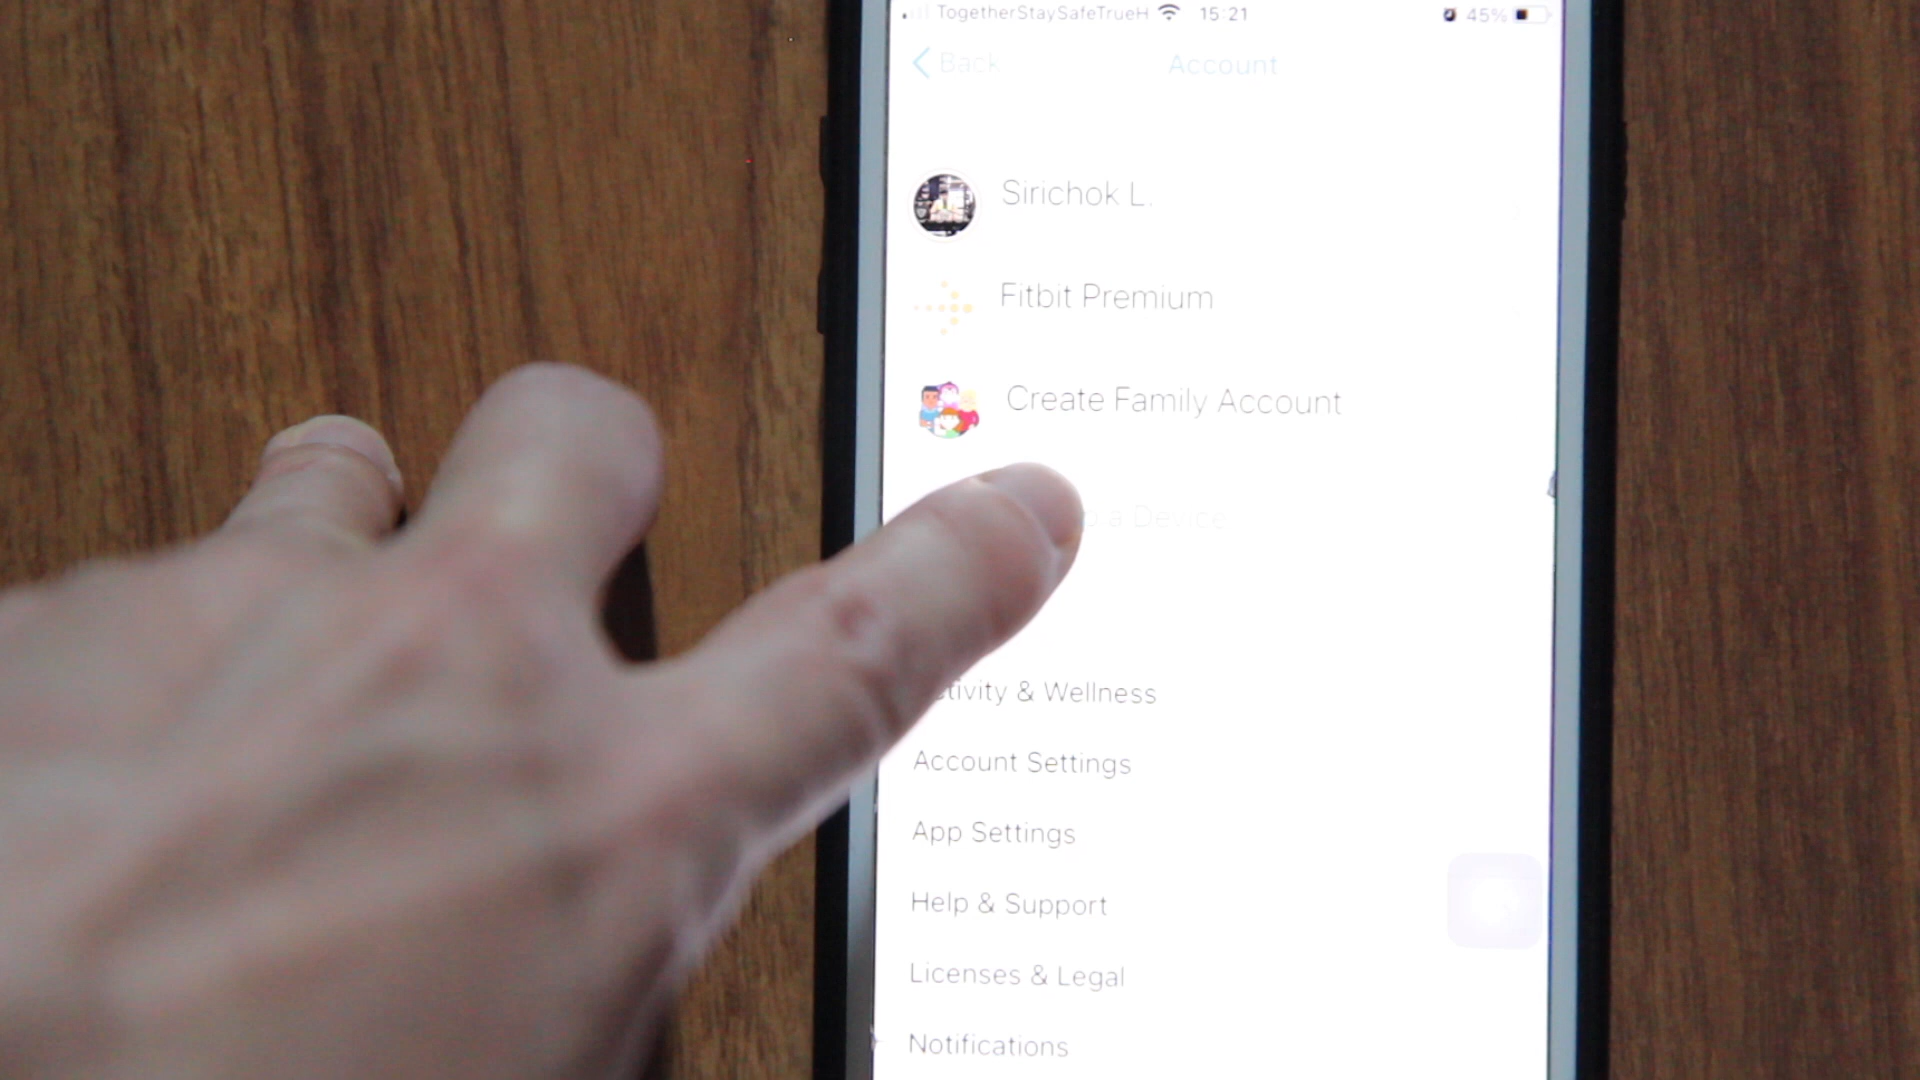 TogetherStaySafeTrueH 15:21 45%
Back Account
Sirichok L.
Fitbit Premium
Create Family Account
a Device
& Wellness
Account Settings
App Settings
Help & Support
Licenses & Legal
Notifications